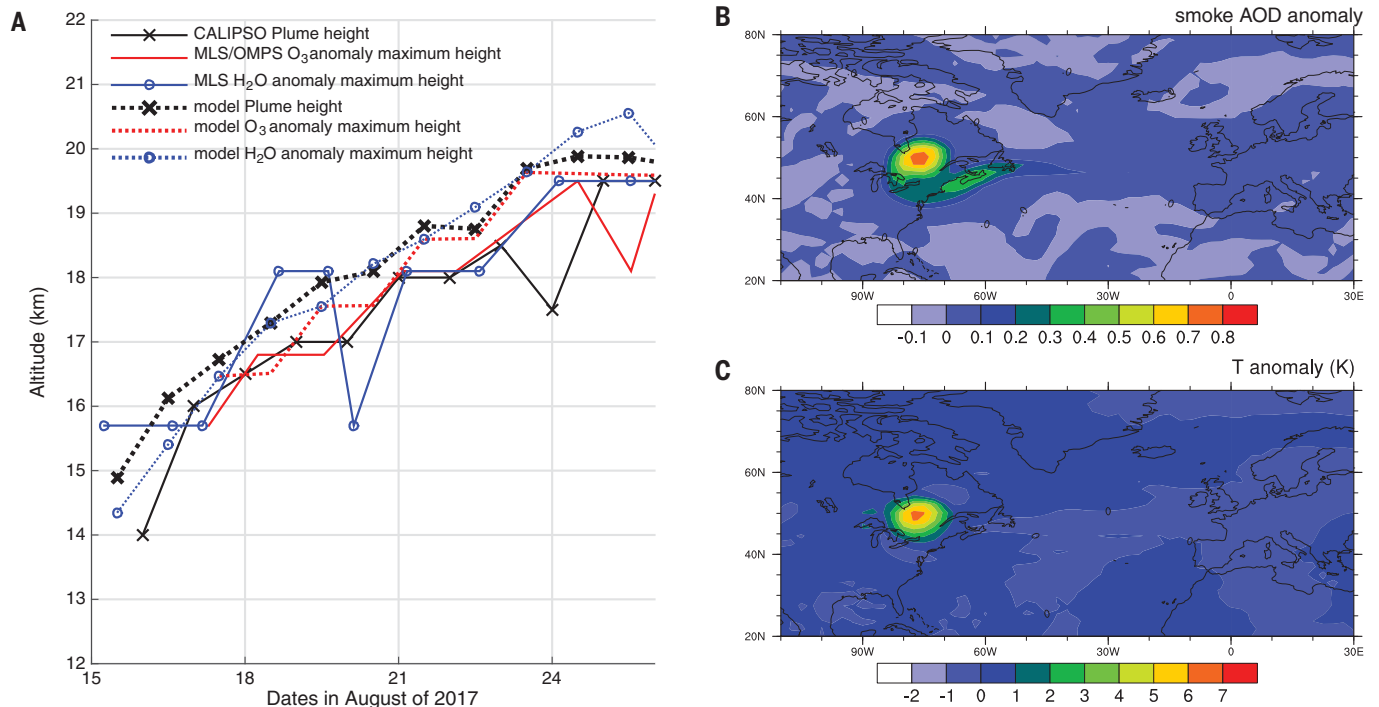 A
22
21
20
19
18
17
16
15
14
13
12
Altitude (km)
CALIPSO Plume height
MLS/OMPS O3anomaly maximum height
MLS H2O anomaly maximum height
model Plume height
model O3 anomaly maximum height
model H2O anomaly maximum height
15 18 21 24
Dates in August of 2017
B
smoke AOD anomaly
80N
60N
40N
20N
90W 60W 30W 0 30E
-0.1 0 0.1 0.2 0.3 0.4 0.5 0.6 0.7 0.8
C
T anomaly (K)
80N
60N
40N
20N
90W 60W 30W 0 30E
-2 -1 0 1 2 3 4 5 6 7